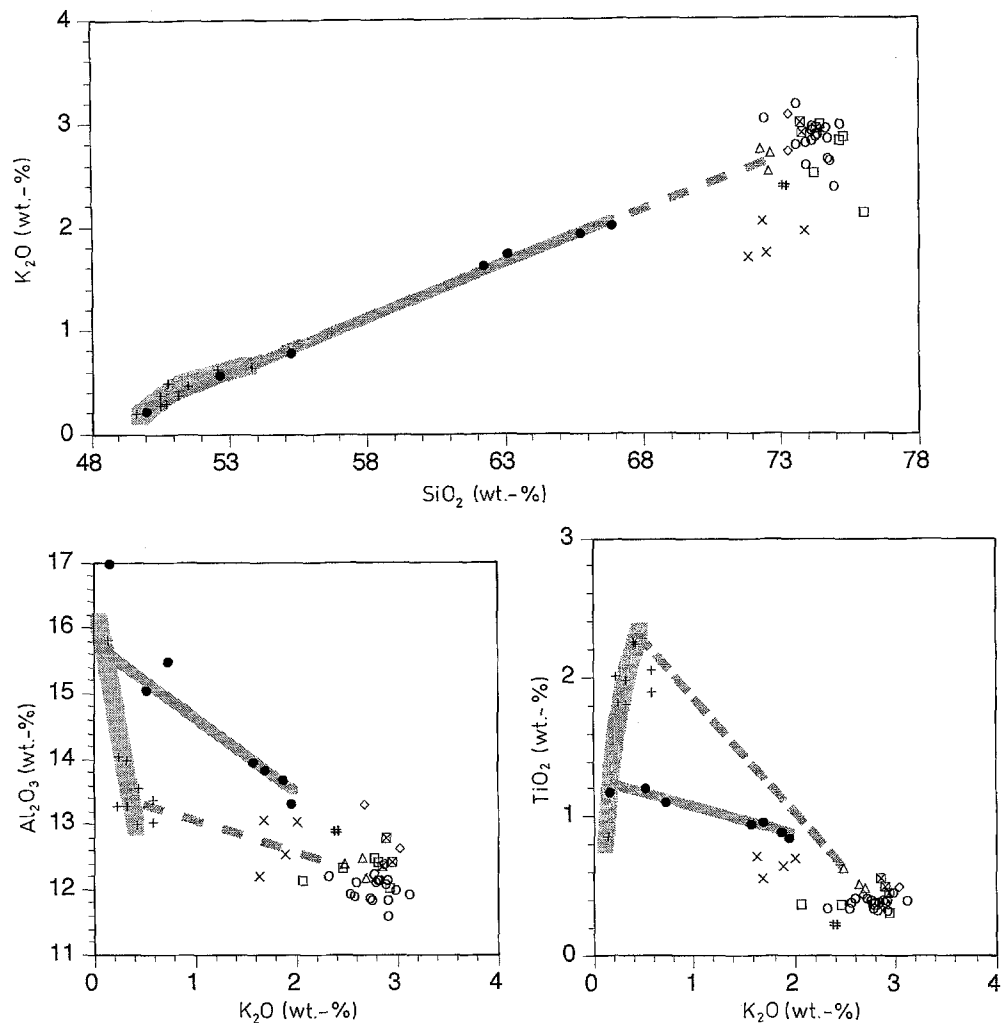 4
3
2
1
0
K₂O (wt.-%)
48 53 58 63 68 73 78
SiO₂ (wt.-%)
17
16
15
14
13
12
11
Al₂O₃ (wt.-%)
0 1 2 3 4
K₂O (wt.-%)
3
2
1
0
TiO₂ (wt.-%)
0 1 2 3 4
K₂O (wt.-%)